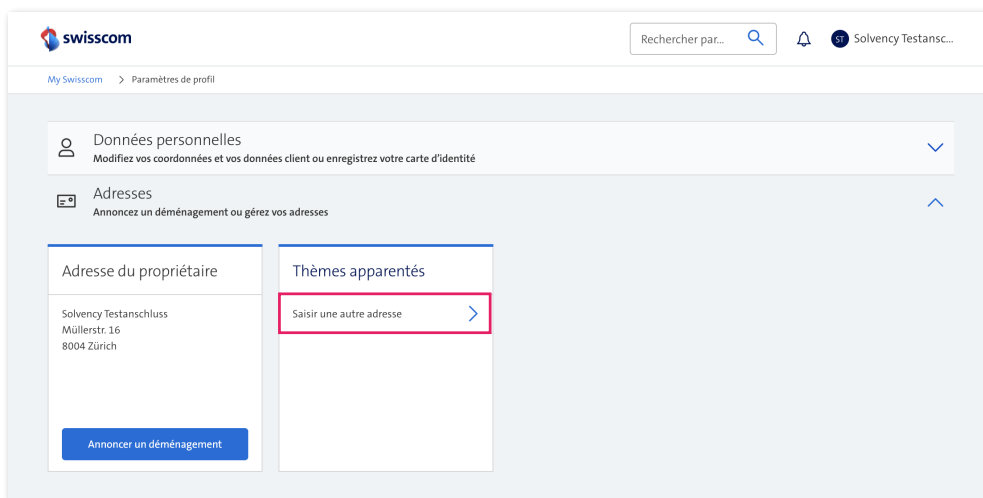 swisscom
Rechercher par...
ST Solvency Testansc...
My Swisscom > Paramètres de profil
Données personnelles
Modifiez vos coordonnées et vos données client ou enregistrez votre carte d'identité
Adresses
Annoncez un déménagement ou gérez vos adresses
Adresse du propriétaire
Solvency Testanschluss
Müllerstr. 16
8004 Zürich
Annoncer un déménagement
Thèmes apparentés
Saisir une autre adresse